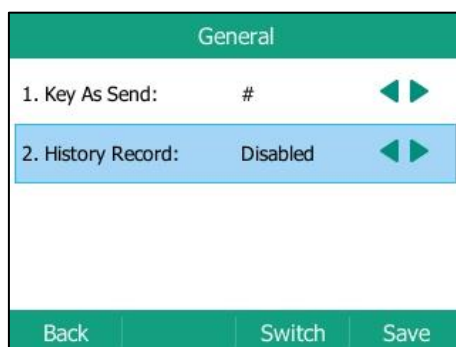 General
1. Key As Send: #
2. History Record: Disabled
Back Switch Save